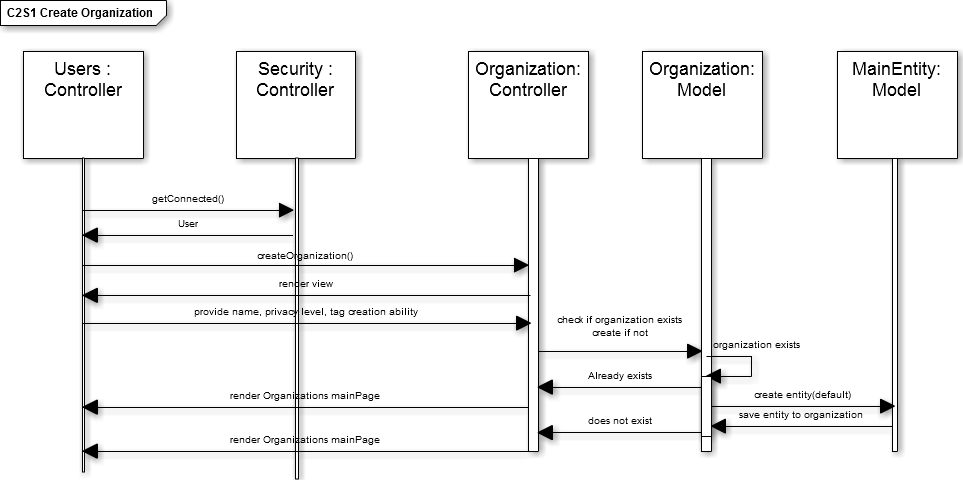 C2S1 Create Organization
Users :
Controller
Security :
Controller
Organization:
Controller
Organization:
Model
MainEntity:
Model
getConnected()
User
createOrganization()
render view
provide name, privacy level, tag creation ability
check if organization exists
create if not
organization exists
Already exists
render Organizations mainPage
create entity(default)
save entity to organization
does not exist
render Organizations mainPage